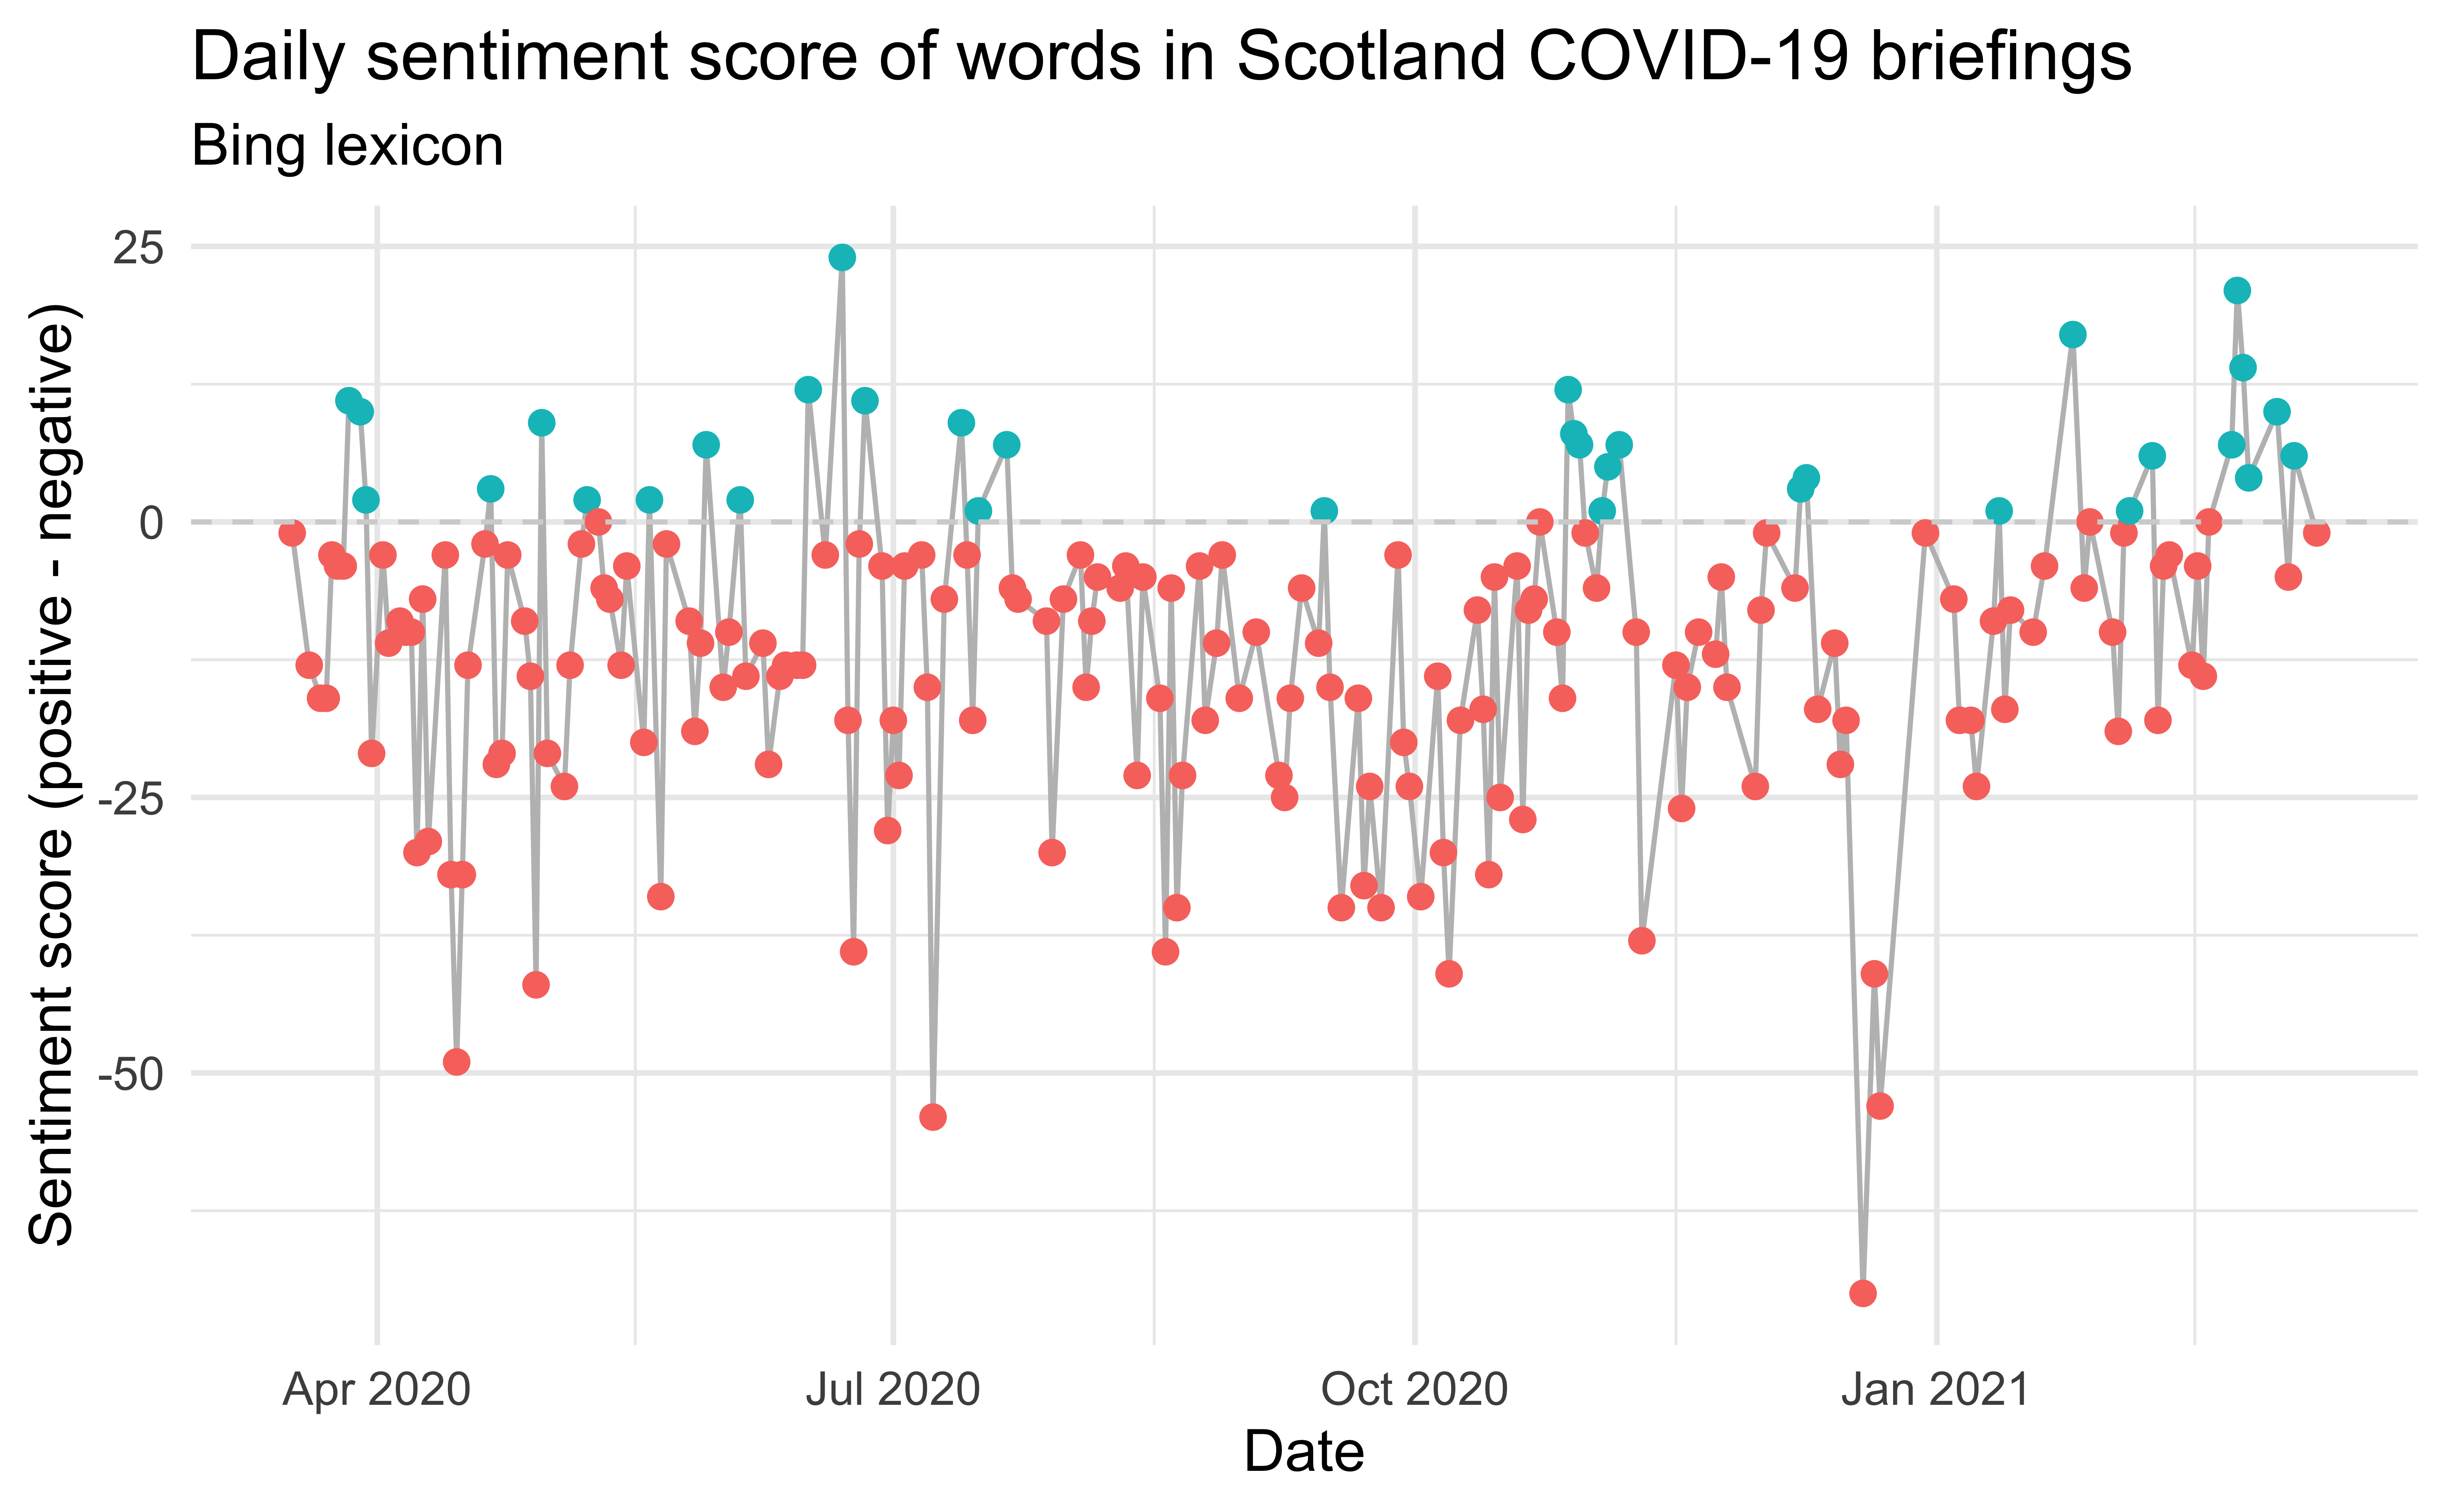 Daily sentiment score of words in Scotland COVID-19 briefings
Bing lexicon
Sentiment score (positive - negative)
25
0
-25
-50
Apr 2020
Jul 2020
Oct 2020
Jan 2021
Date